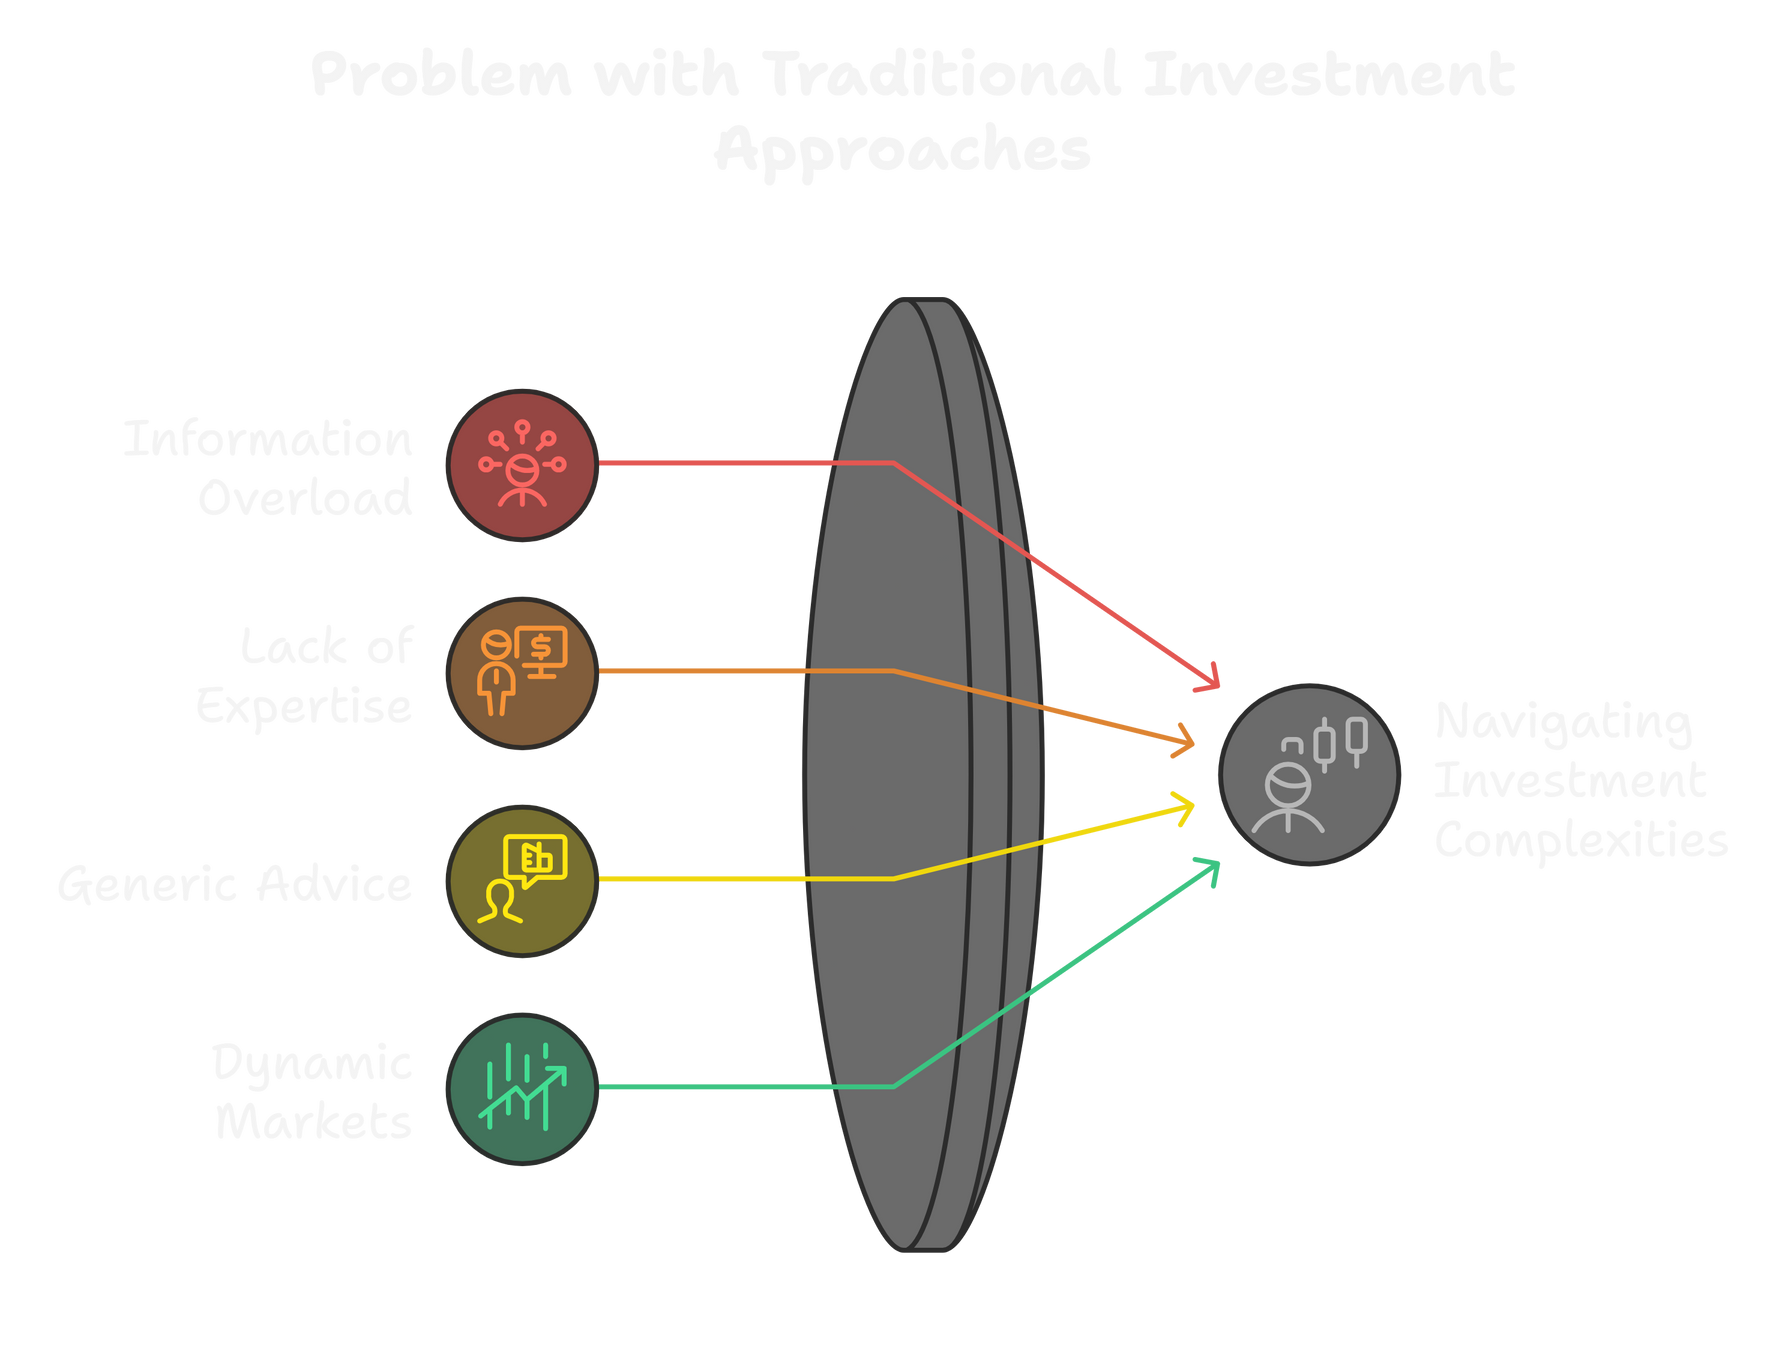 Problem with Traditional Investment
Approaches
Information
Overload
Lack of
Expertise
Generic Advice
Dynamic
Markets
Navigating
Investment
Complexities
$